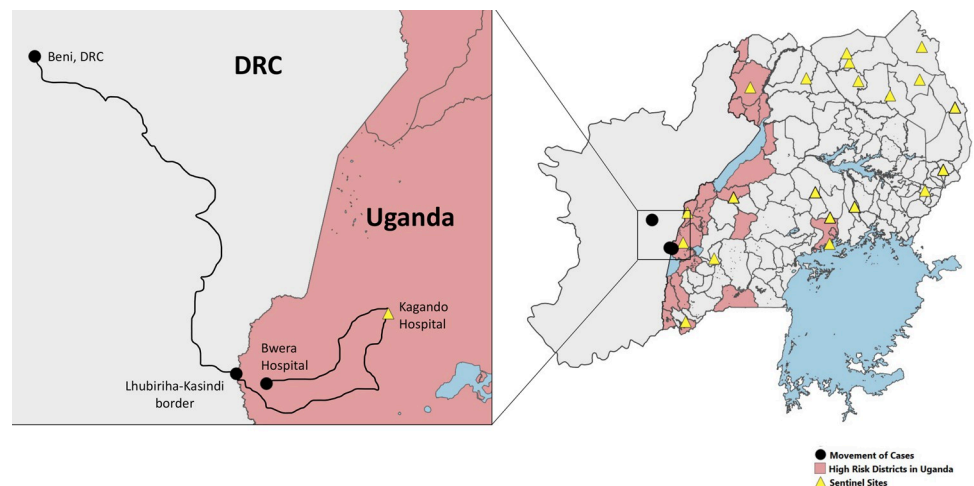 Beni, DRC
DRC
Uganda
Kagando
Hospital
Bwera
Hospital
Lhubiriha-Kasindi
border
Movement of Cases
High Risk Districts in Uganda
Sentinel Sites